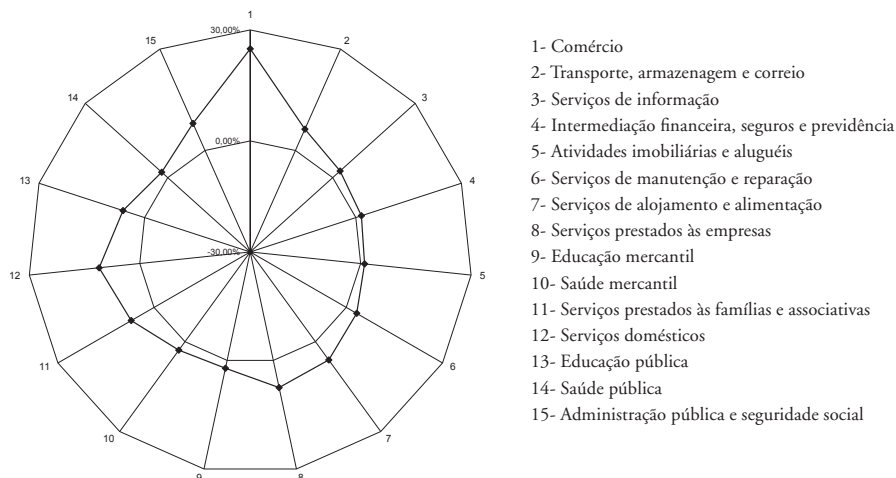 1
30,00%
15
2
14
3
0,00%
13
4
-30,00%
12
5
11
6
10
7
9
8
1- Comércio
2- Transporte, armazenagem e correio
3- Serviços de informação
4- Intermediação financeira, seguros e previdência
5- Atividades imobiliárias e aluguéis
6- Serviços de manutenção e reparação
7- Serviços de alojamento e alimentação
8- Serviços prestados às empresas
9- Educação mercantil
10- Saúde mercantil
11- Serviços prestados às famílias e associativas
12- Serviços domésticos
13- Educação pública
14- Saúde pública
15- Administração pública e seguridade social